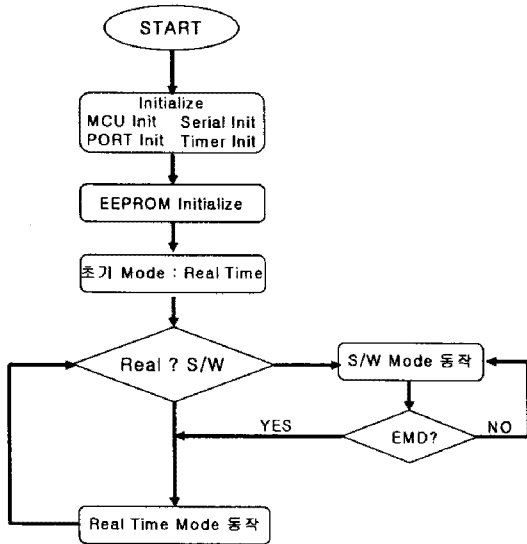 START
Initialize
MCU Init Serial Init
PORT Init Timer Init
EEPROM Initialize
초기 Mode : Real Time
Real ? S/W
S/W Mode 동작
EMD?
YES
NO
Real Time Mode 동작